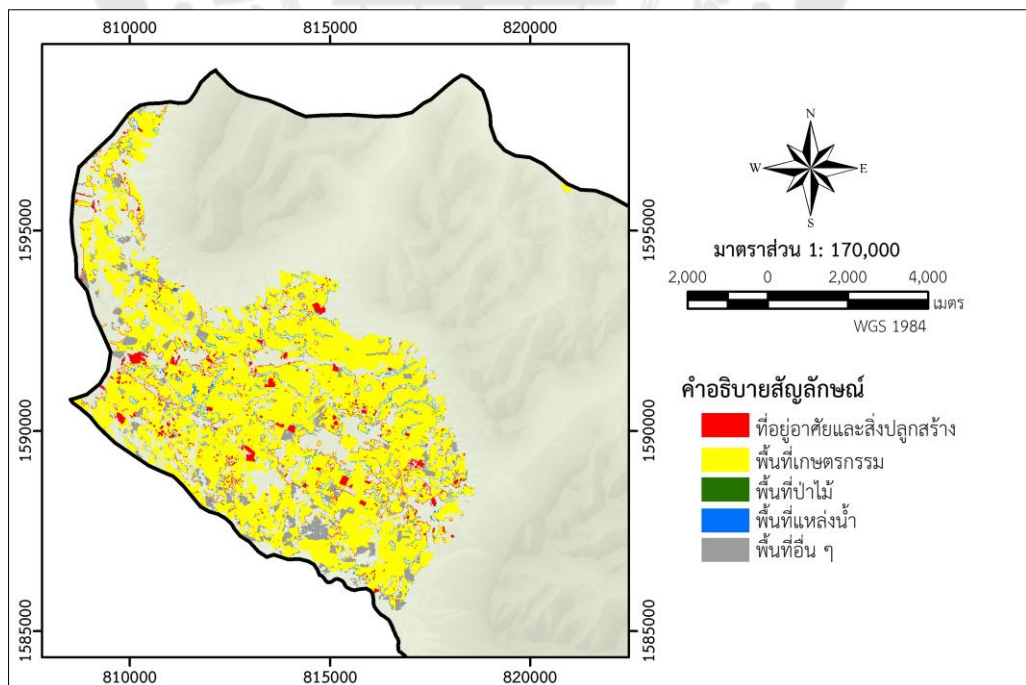 810000 815000 820000
1595000 1595000
1590000 1590000
1585000 1585000
810000 815000 820000
N
W E
S
มาตราส่วน 1: 170,000
2,000 0 2,000 4,000
เมตร
WGS 1984
คำอธิบายสัญลักษณ์
ที่อยู่อาศัยและสิ่งปลูกสร้าง
พื้นที่เกษตรกรรม
พื้นที่ป่าไม้
พื้นที่แหล่งน้ำ
พื้นที่อื่น ๆ